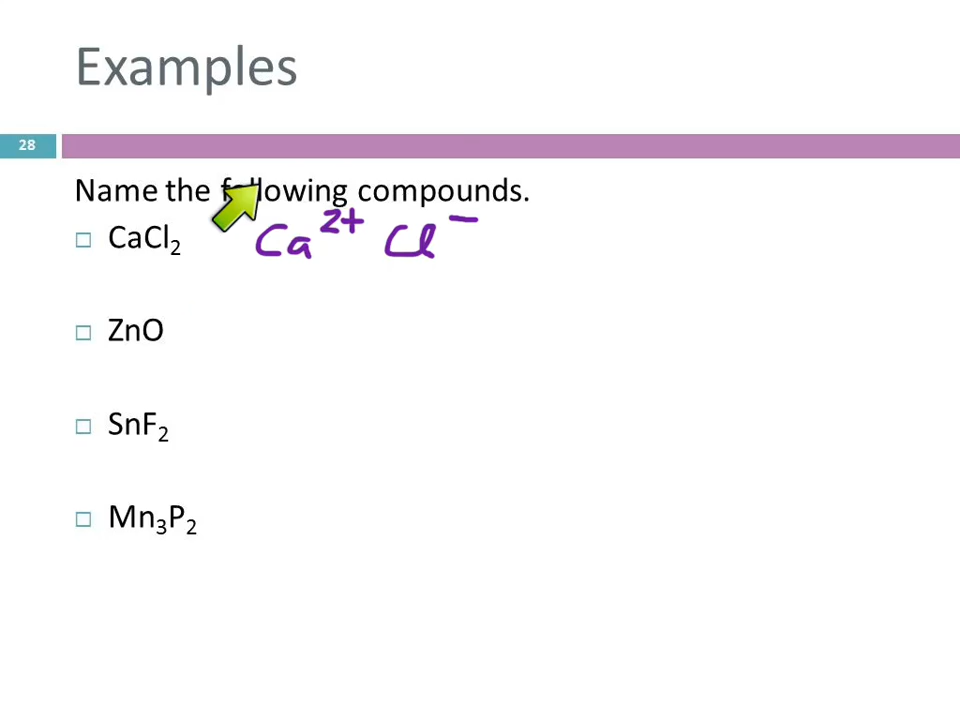 Examples
28
Name the following compounds.
CaCl₂ Ca²⁺ Cl⁻
ZnO
SnF₂
Mn₃P₂